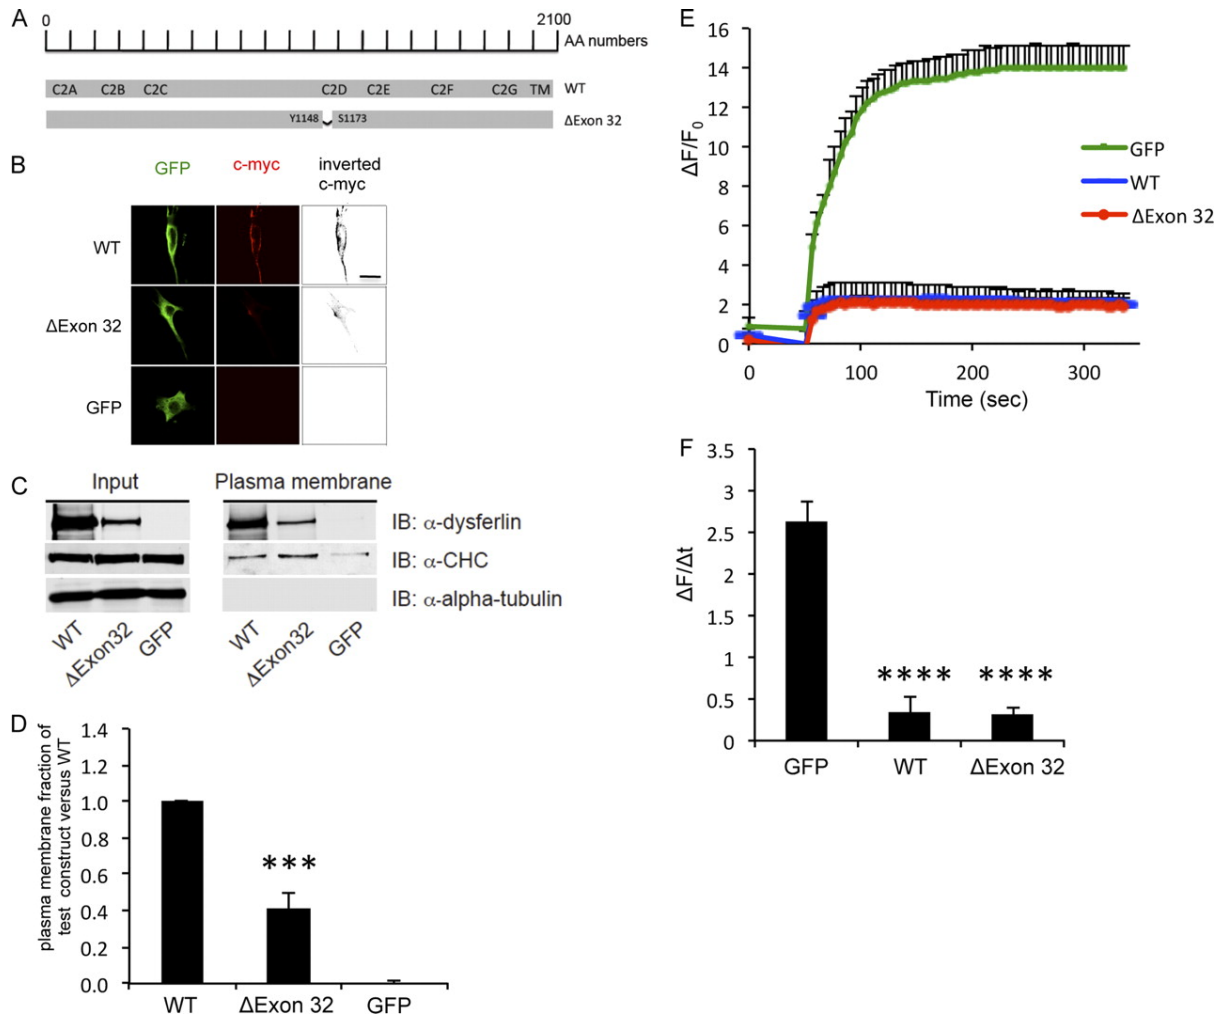 A
0 2100
AA numbers
C2A C2B C2C C2D C2E C2F C2G TM WT
Y1148 S1173 ΔExon 32
B
GFP c-myc inverted
c-myc
WT
ΔExon 32
GFP
C
Input Plasma membrane
IB: α-dysferlin
IB: α-CHC
IB: α-alpha-tubulin
WT ΔExon32 GFP WT ΔExon32 GFP
D
plasma membrane fraction of
test construct versus WT
1.4
1.2
1.0
0.8
0.6
0.4
0.2
0.0
***
WT ΔExon 32 GFP
E
ΔF/F0
16
14
12
10
8
6
4
2
0
0 100 200 300
Time (sec)
GFP
WT
ΔExon 32
F
ΔF/Δt
3.5
3
2.5
2
1.5
1
0.5
0
**** ****
GFP WT ΔExon 32